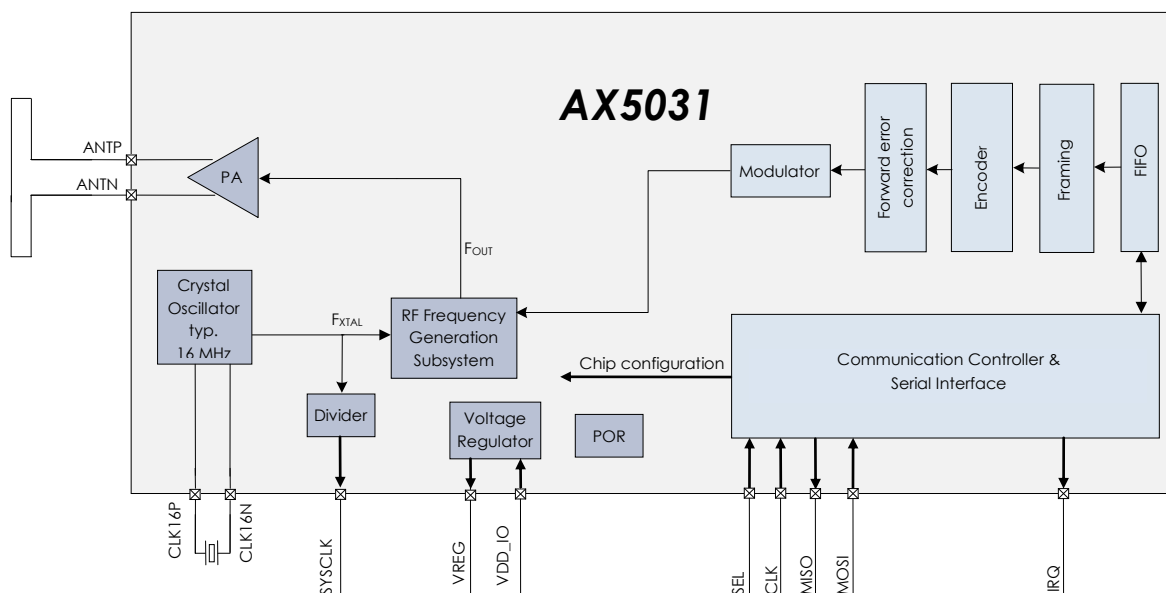 AX5031
ANTP
ANTN
PA
Modulator
Forward error
correction
Encoder
Framing
FIFO
FOUT
Crystal
Oscillator
typ.
16 MHz
FXTAL
RF Frequency
Generation
Subsystem
Chip configuration
Communication Controller &
Serial Interface
Divider
Voltage
Regulator
POR
CLK16P
CLK16N
SYSCLK
VREG
VDD_IO
SEL
CLK
MISO
MOSI
IRQ